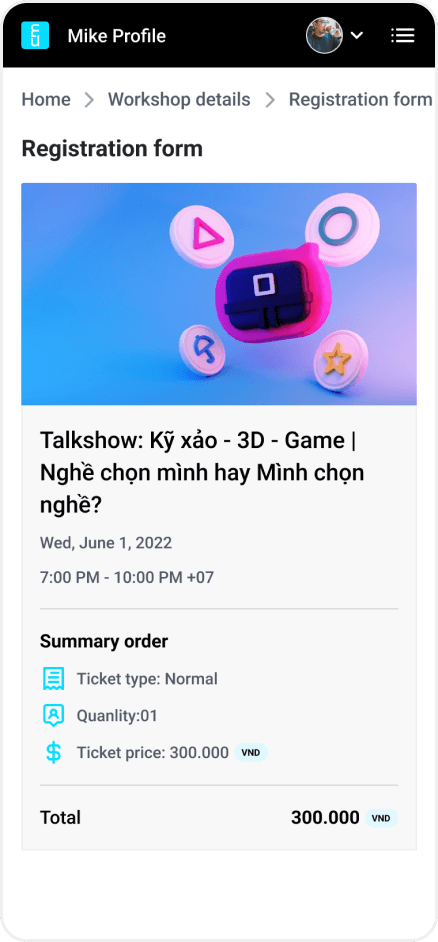 Mike Profile
Home > Workshop details > Registration form
Registration form
Talkshow: Kỹ xảo - 3D - Game |
Nghề chọn mình hay Mình chọn
nghề?
Wed, June 1, 2022
7:00 PM - 10:00 PM +07
Summary order
Ticket type: Normal
Quanlity:01
Ticket price: 300.000 VND
Total 300.000 VND